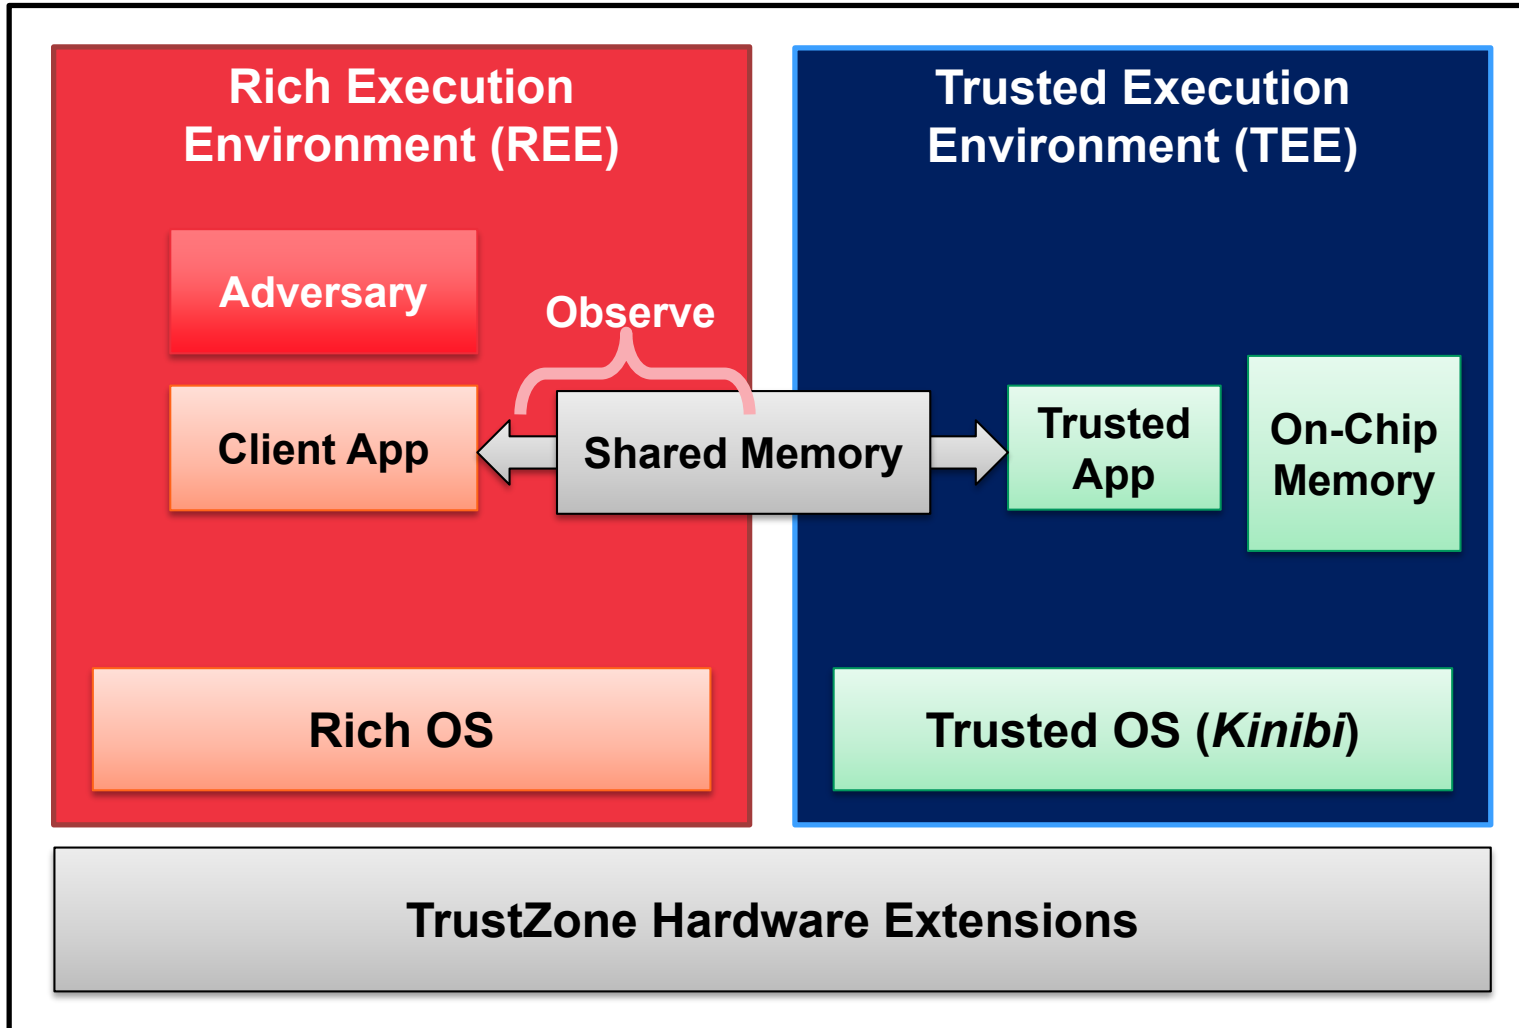 Rich Execution
Environment (REE)
Trusted Execution
Environment (TEE)
Adversary
Observe
Client App
Shared Memory
Trusted
App
On-Chip
Memory
Rich OS
Trusted OS (Kinibi)
TrustZone Hardware Extensions